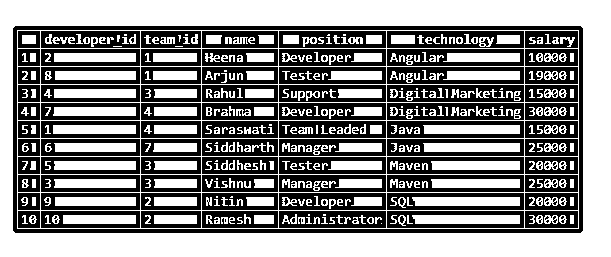 developer_id team_id name position technology salary
1 2 1 Heena Developer Angular 10000
2 8 1 Arjun Tester Angular 19000
3 4 3 Rahul Support Digital Marketing 15000
4 7 4 Brahma Developer Digital Marketing 30000
5 1 4 Saraswati Team Leaded Java 15000
6 6 7 Siddharth Manager Java 25000
7 5 3 Siddhesh Tester Maven 20000
8 3 3 Vishnu Manager Maven 25000
9 9 2 Nitin Developer SQL 20000
10 10 2 Ramesh Administrator SQL 30000